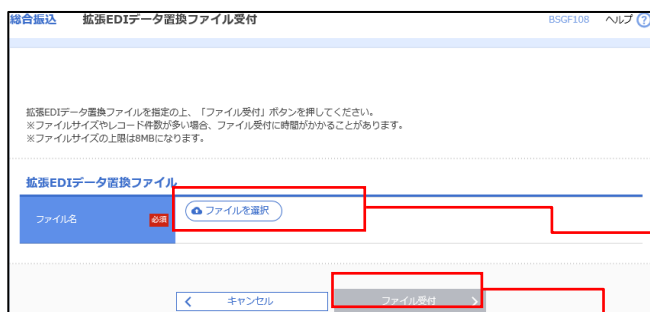 総合振込 拡張EDIデータ置換ファイル受付 BSGF108 ヘルプ ?
拡張EDIデータ置換ファイルを指定の上、「ファイル受付」ボタンを押してください。
※ファイルサイズやレコード件数が多い場合、ファイル受付に時間がかかることがあります。
※ファイルサイズの上限は8MBになります。
拡張EDIデータ置換ファイル
ファイル名 必須 ファイルを選択
キャンセル ファイル受付